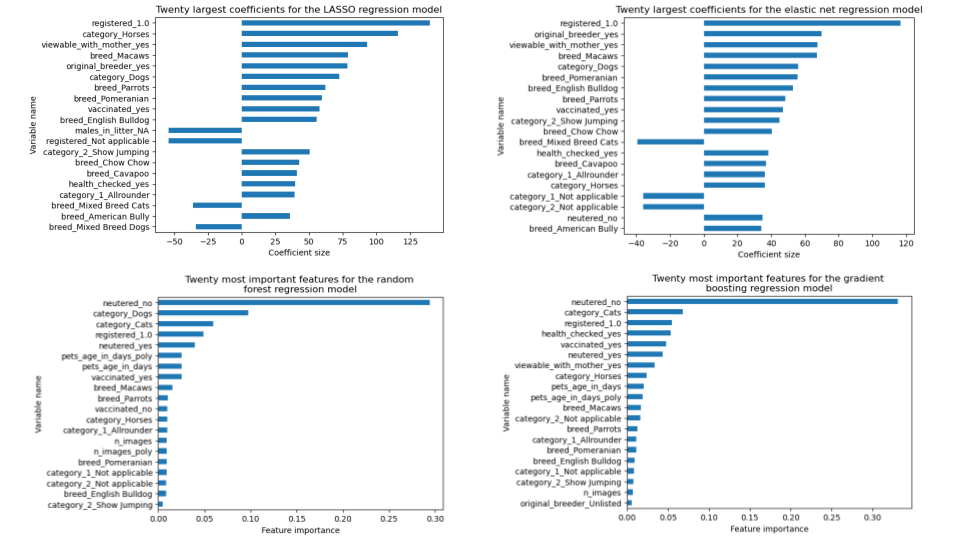 Twenty largest coefficients for the LASSO regression model
registered_1.0
category_Horses
viewable_with_mother_yes
breed_Macaws
original_breeder_yes
category_Dogs
breed_Parrots
breed_Pomeranian
vaccinated_yes
breed_English Bulldog
males_in_litter_NA
registered_Not applicable
category_2_Show Jumping
breed_Chow Chow
breed_Cavapoo
health_checked_yes
category_1_Allrounder
breed_Mixed Breed Cats
breed_American Bully
breed_Mixed Breed Dogs
Variable name
−50 −25 0 25 50 75 100 125
Coefficient size
Twenty largest coefficients for the elastic net regression model
registered_1.0
original_breeder_yes
viewable_with_mother_yes
breed_Macaws
category_Dogs
breed_Pomeranian
breed_English Bulldog
breed_Parrots
vaccinated_yes
category_2_Show Jumping
breed_Chow Chow
breed_Mixed Breed Cats
health_checked_yes
breed_Cavapoo
category_1_Allrounder
category_Horses
category_1_Not applicable
category_2_Not applicable
neutered_no
breed_American Bully
Variable name
−40 −20 0 20 40 60 80 100 120
Coefficient size
Twenty most important features for the random
forest regression model
neutered_no
category_Dogs
category_Cats
registered_1.0
neutered_yes
pets_age_in_days_poly
pets_age_in_days
vaccinated_yes
breed_Macaws
breed_Parrots
vaccinated_no
category_Horses
category_1_Allrounder
n_images
n_images_poly
breed_Pomeranian
category_1_Not applicable
category_2_Not applicable
breed_English Bulldog
category_2_Show Jumping
Variable name
0.00 0.05 0.10 0.15 0.20 0.25 0.30
Feature importance
Twenty most important features for the gradient
boosting regression model
neutered_no
category_Cats
registered_1.0
health_checked_yes
vaccinated_yes
neutered_yes
viewable_with_mother_yes
category_Horses
pets_age_in_days
pets_age_in_days_poly
breed_Macaws
category_2_Not applicable
breed_Parrots
category_1_Allrounder
breed_Pomeranian
breed_English Bulldog
category_1_Not applicable
category_2_Show Jumping
n_images
original_breeder_Unlisted
Variable name
0.00 0.05 0.10 0.15 0.20 0.25 0.30
Feature importance